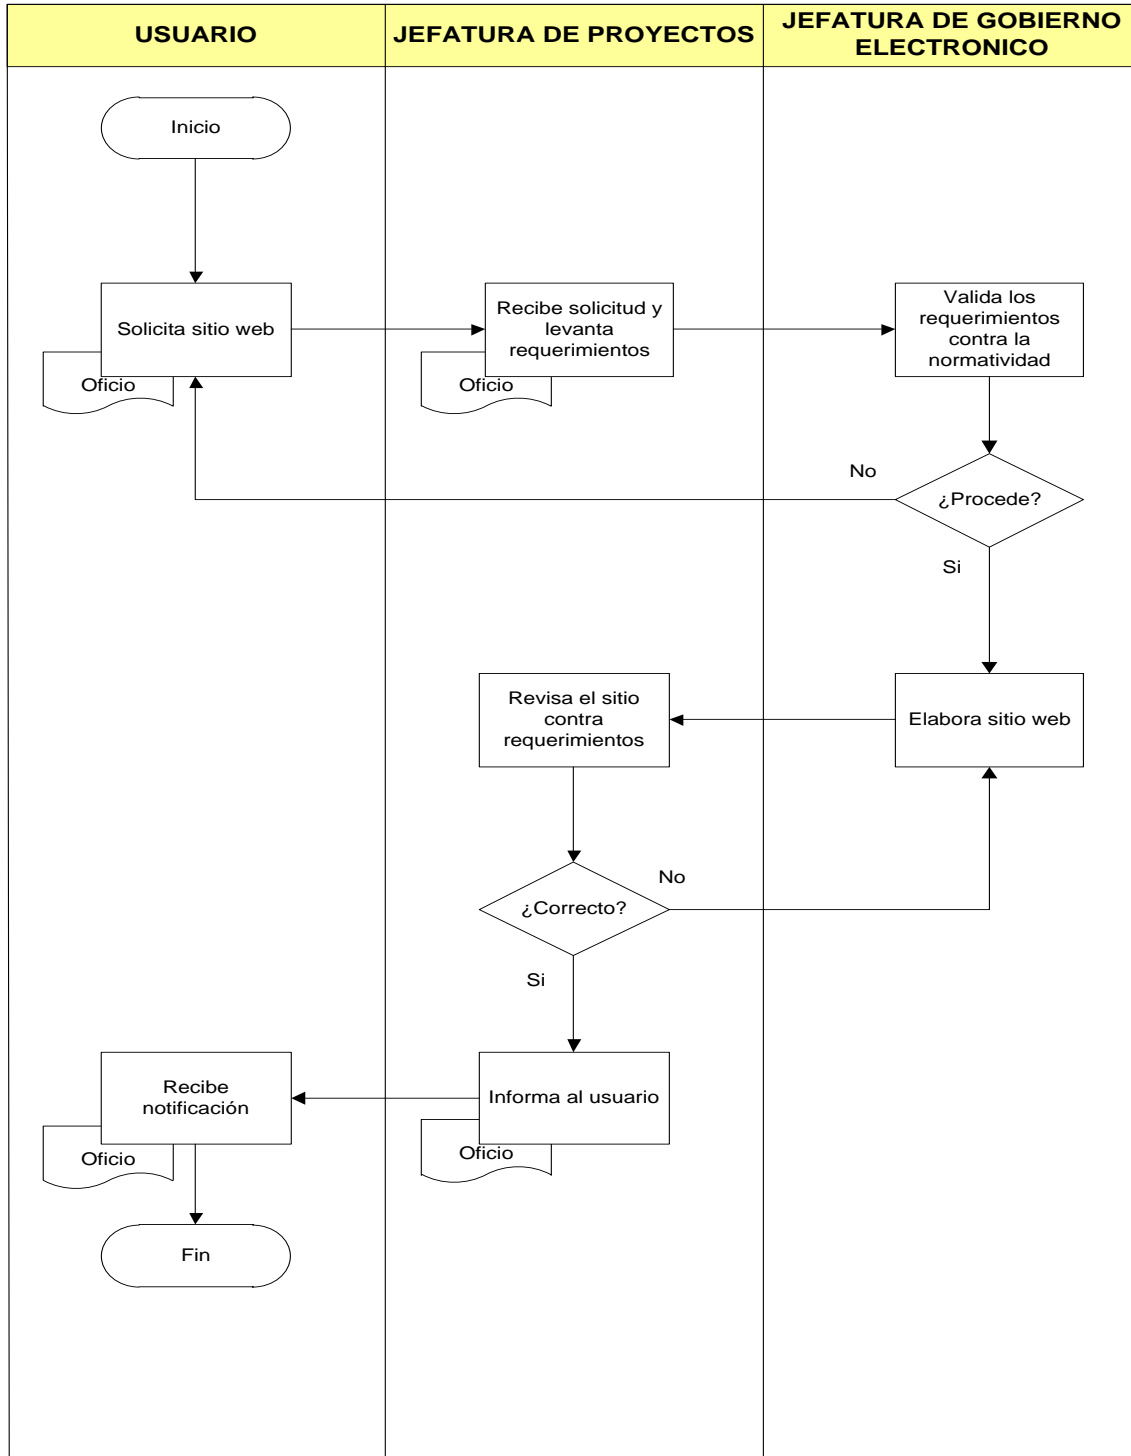 USUARIO
JEFATURA DE PROYECTOS
JEFATURA DE GOBIERNO
ELECTRONICO
Inicio
Solicita sitio web
Oficio
Recibe solicitud y
levanta
requerimientos
Oficio
Valida los
requerimientos
contra la
normatividad
No
¿Procede?
Si
Revisa el sitio
contra
requerimientos
Elabora sitio web
¿Correcto?
No
Si
Recibe
notificación
Oficio
Informa al usuario
Oficio
Fin